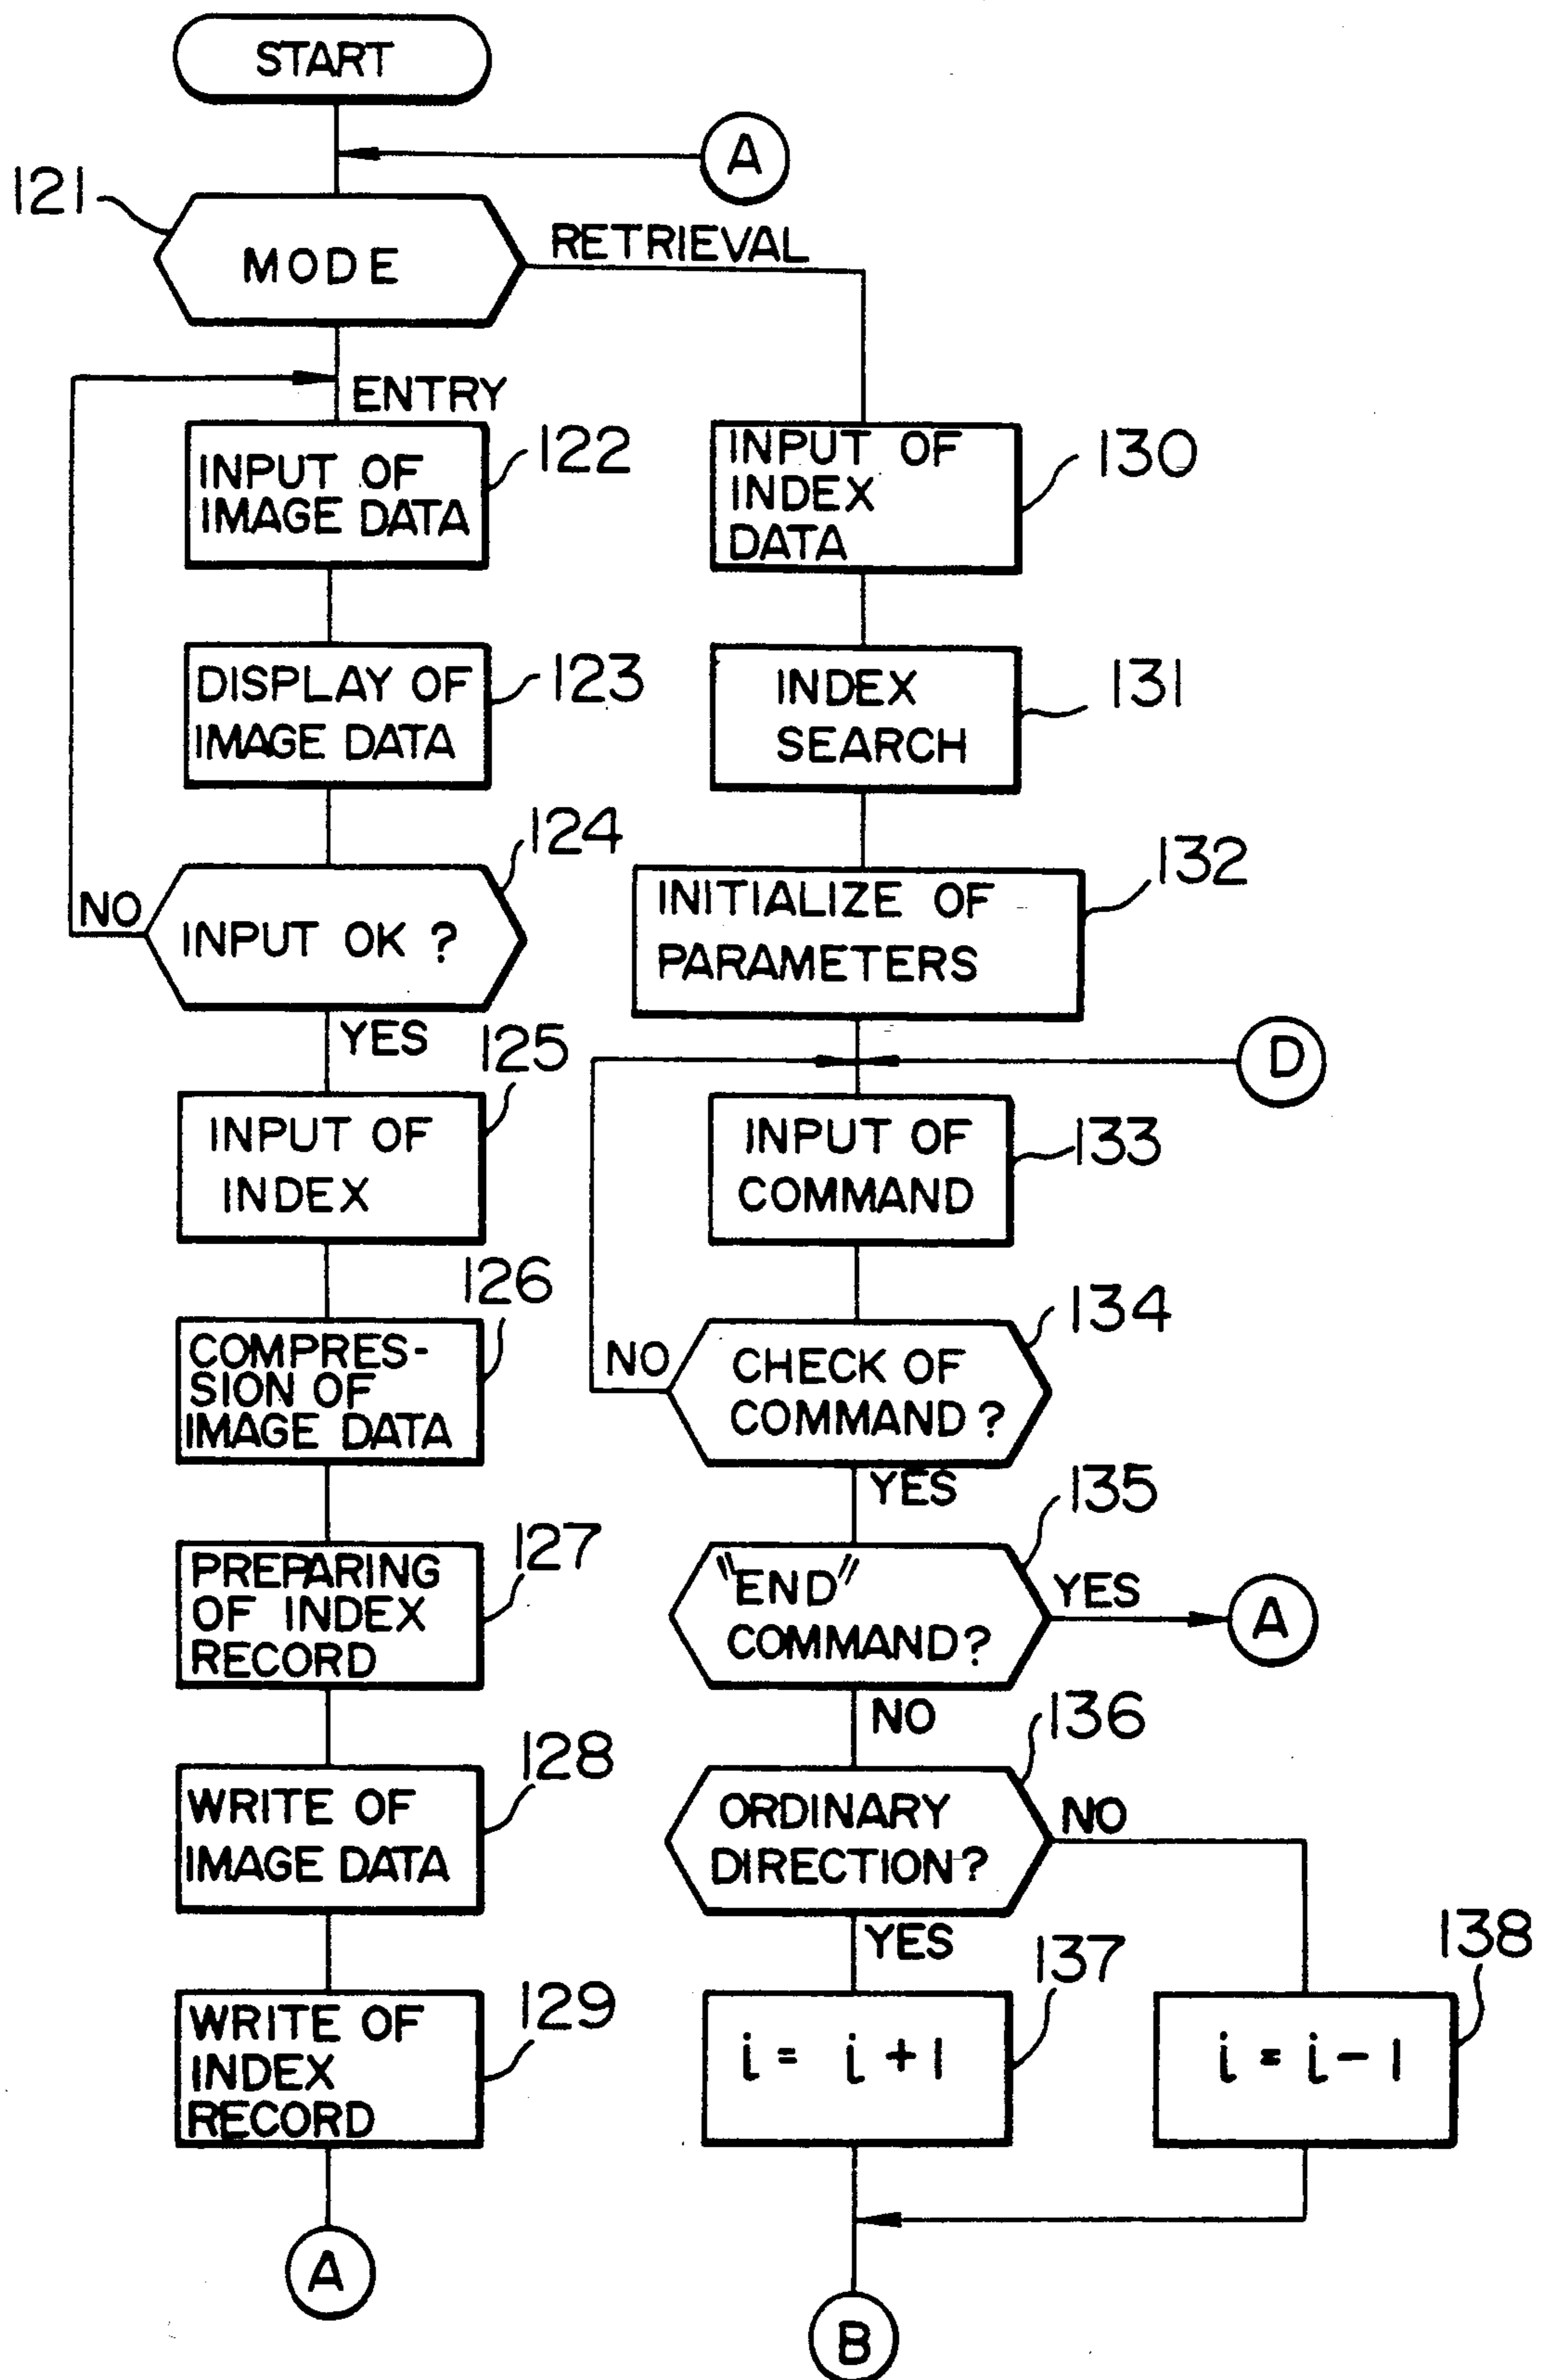 START
A
121
MODE
RETRIEVAL
ENTRY
INPUT OF
IMAGE DATA
122
DISPLAY OF
IMAGE DATA
123
124
NO
INPUT OK ?
YES
125
INPUT OF
INDEX
126
COMPRES-
SION OF
IMAGE DATA
127
PREPARING
OF INDEX
RECORD
128
WRITE OF
IMAGE DATA
129
WRITE OF
INDEX
RECORD
A
INPUT OF
INDEX
DATA
130
INDEX
SEARCH
131
132
INITIALIZE OF
PARAMETERS
D
INPUT OF
COMMAND
133
134
NO
CHECK OF
COMMAND ?
YES
135
"END"
COMMAND?
YES
A
NO
136
ORDINARY
DIRECTION?
NO
YES
137
i = i + 1
138
i = i - 1
B